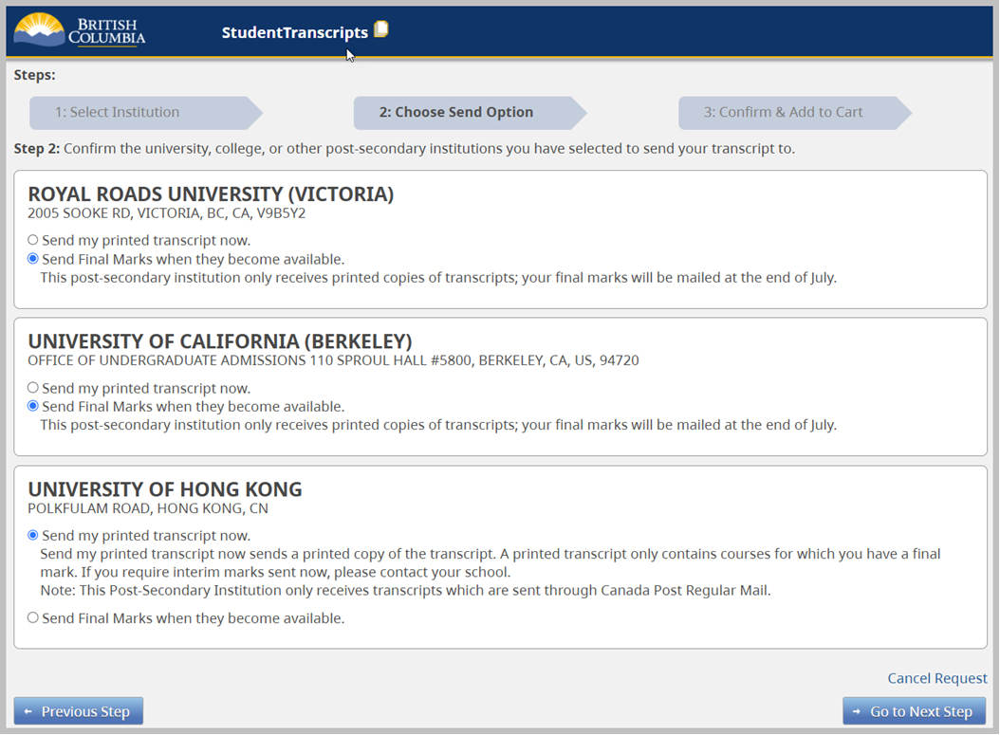 BRITISH
COLUMBIA
StudentTranscripts
Steps:
1: Select Institution
2: Choose Send Option
3: Confirm & Add to Cart
Step 2: Confirm the university, college, or other post-secondary institutions you have selected to send your transcript to.
ROYAL ROADS UNIVERSITY (VICTORIA)
2005 SOOKE RD, VICTORIA, BC, CA, V9B5Y2
Send my printed transcript now.
Send Final Marks when they become available.
This post-secondary institution only receives printed copies of transcripts; your final marks will be mailed at the end of July.
UNIVERSITY OF CALIFORNIA (BERKELEY)
OFFICE OF UNDERGRADUATE ADMISSIONS 110 SPROUL HALL #5800, BERKELEY, CA, US, 94720
Send my printed transcript now.
Send Final Marks when they become available.
This post-secondary institution only receives printed copies of transcripts; your final marks will be mailed at the end of July.
UNIVERSITY OF HONG KONG
POLKFULAM ROAD, HONG KONG, CN
Send my printed transcript now.
Send my printed transcript now sends a printed copy of the transcript. A printed transcript only contains courses for which you have a final
mark. If you require interim marks sent now, please contact your school.
Note: This Post-Secondary Institution only receives transcripts which are sent through Canada Post Regular Mail.
Send Final Marks when they become available.
Cancel Request
Previous Step
Go to Next Step